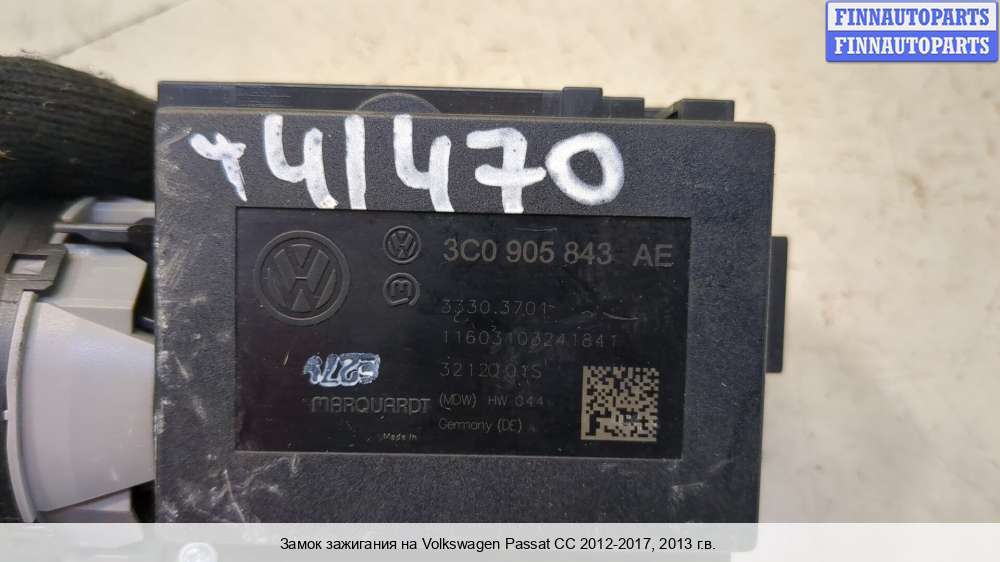 FINNAUTOPARTS
FINNAUTOPARTS
41470
3C0 905 843 AE
3330.3701
11603103241841
3212001S
(MDW) HW 044
MARQUARDT
Germany (DE)
Made in
Замок зажигания на Volkswagen Passat CC 2012-2017, 2013 г.в.